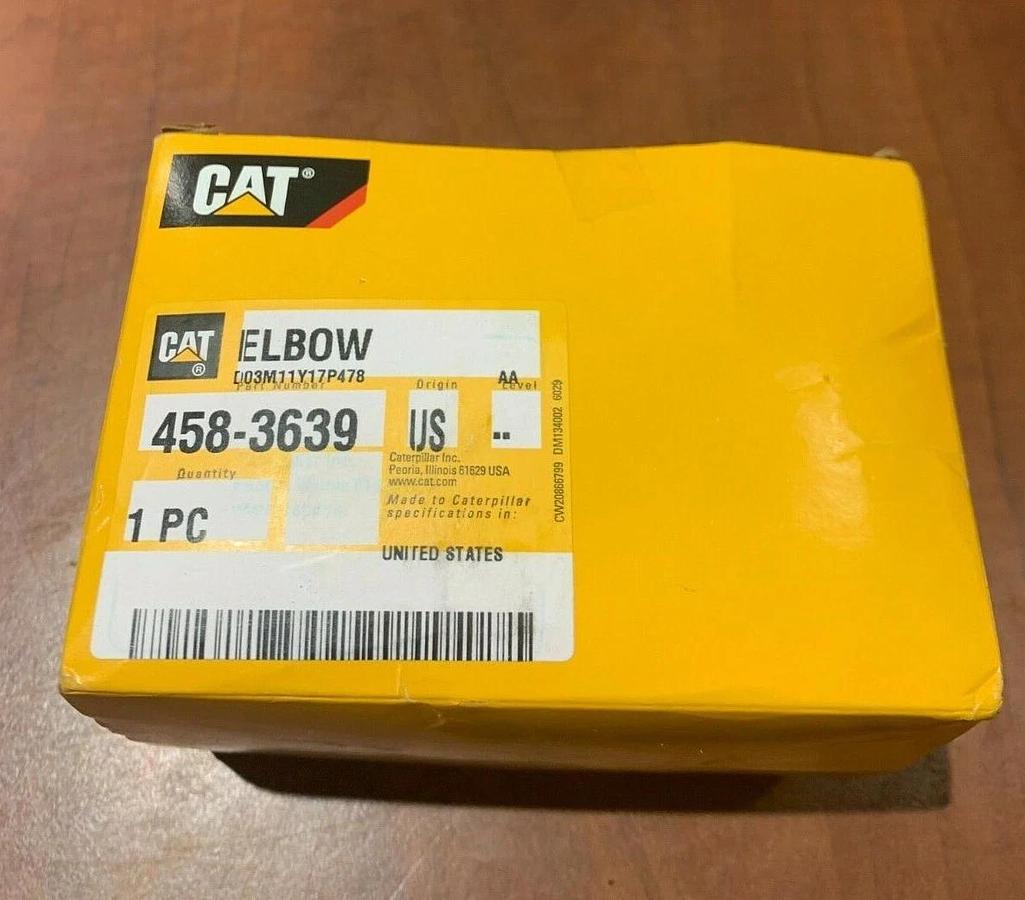 CAT®
CAT®
ELBOW
D03M11Y17P478 AA
Part Number Origin Level
458-3639 US --
Caterpillar Inc.
Peoria, Illinois 61629 USA
www.cat.com
Quantity
1 PC
Made to Caterpillar
specifications in:
UNITED STATES
CW20866799 DM134002 6029